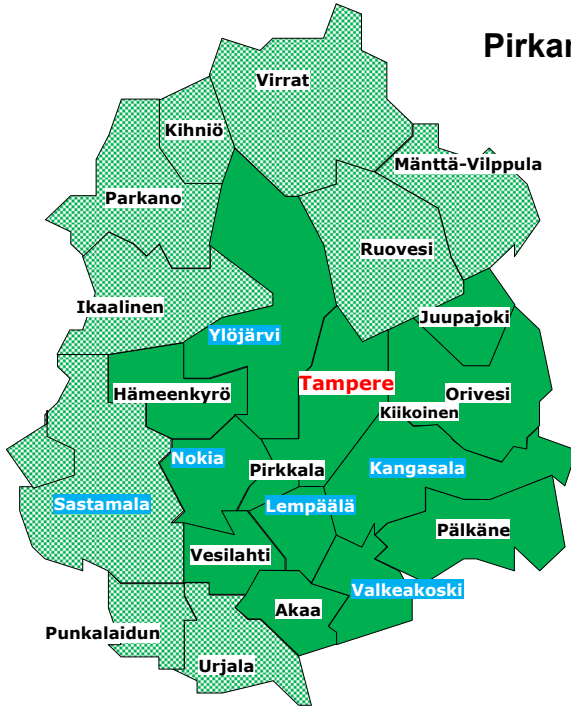 Pirkan
Virrat
Kihniö
Mänttä-Vilppula
Parkano
Ruovesi
Ikaalinen
Juupajoki
Ylöjärvi
Hämeenkyrö
Tampere
Orivesi
Kiikoinen
Nokia
Pirkkala
Kangasala
Sastamala
Lempäälä
Pälkäne
Vesilahti
Valkeakoski
Akaa
Punkalaidun
Urjala